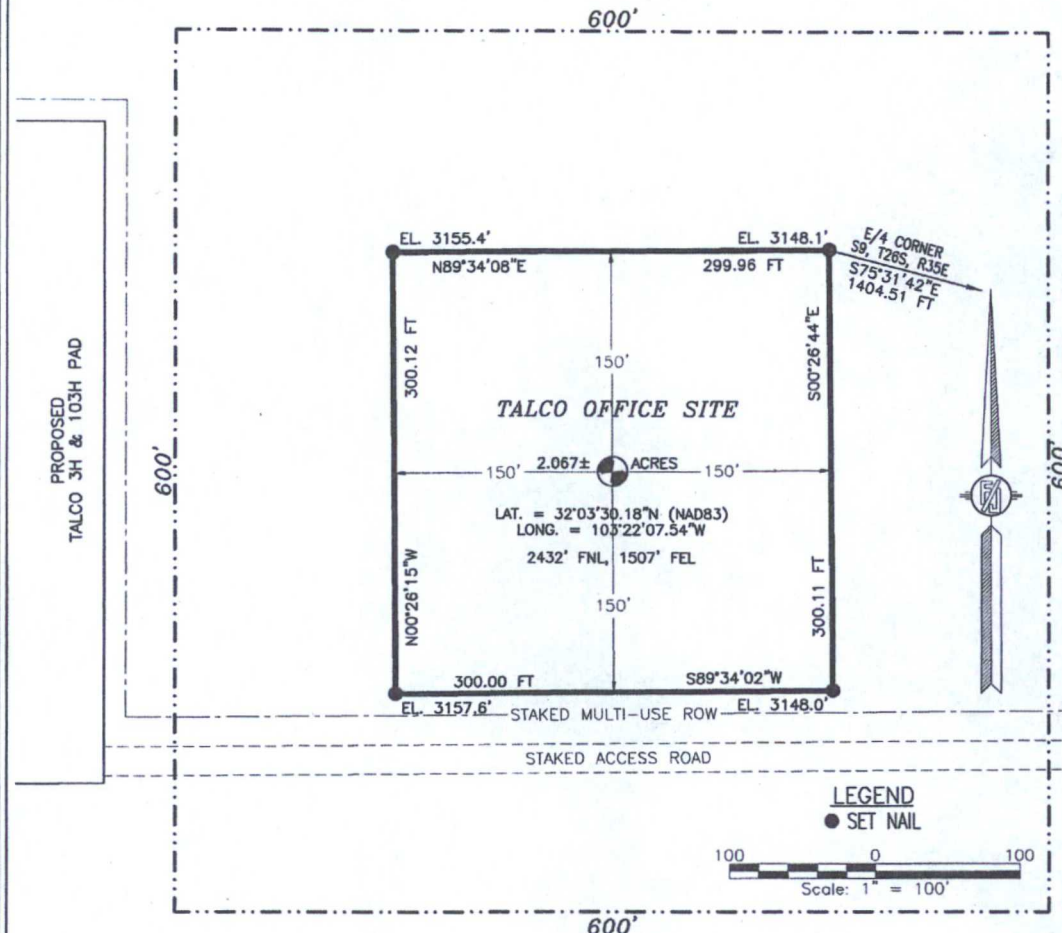 600'
EL. 3155.4'
EL. 3148.1'
N89°34'08"E
299.96 FT
E/4 CORNER
S9, T26S, R35E
S75°31'42"E
1404.51 FT
300.12 FT
S00°26'44"E
150'
TALCO OFFICE SITE
PROPOSED
TALCO 3H & 103H PAD
600'
600'
150'
2.067± ACRES
150'
LAT. = 32°03'30.18"N (NAD83)
LONG. = 103°22'07.54"W
2432' FNL, 1507' FEL
N00°26'15"W
150'
300.11 FT
300.00 FT
S89°34'02"W
EL. 3157.6'
STAKED MULTI-USE ROW
EL. 3148.0'
STAKED ACCESS ROAD
LEGEND
SET NAIL
100 0 100
Scale: 1" = 100'
600'